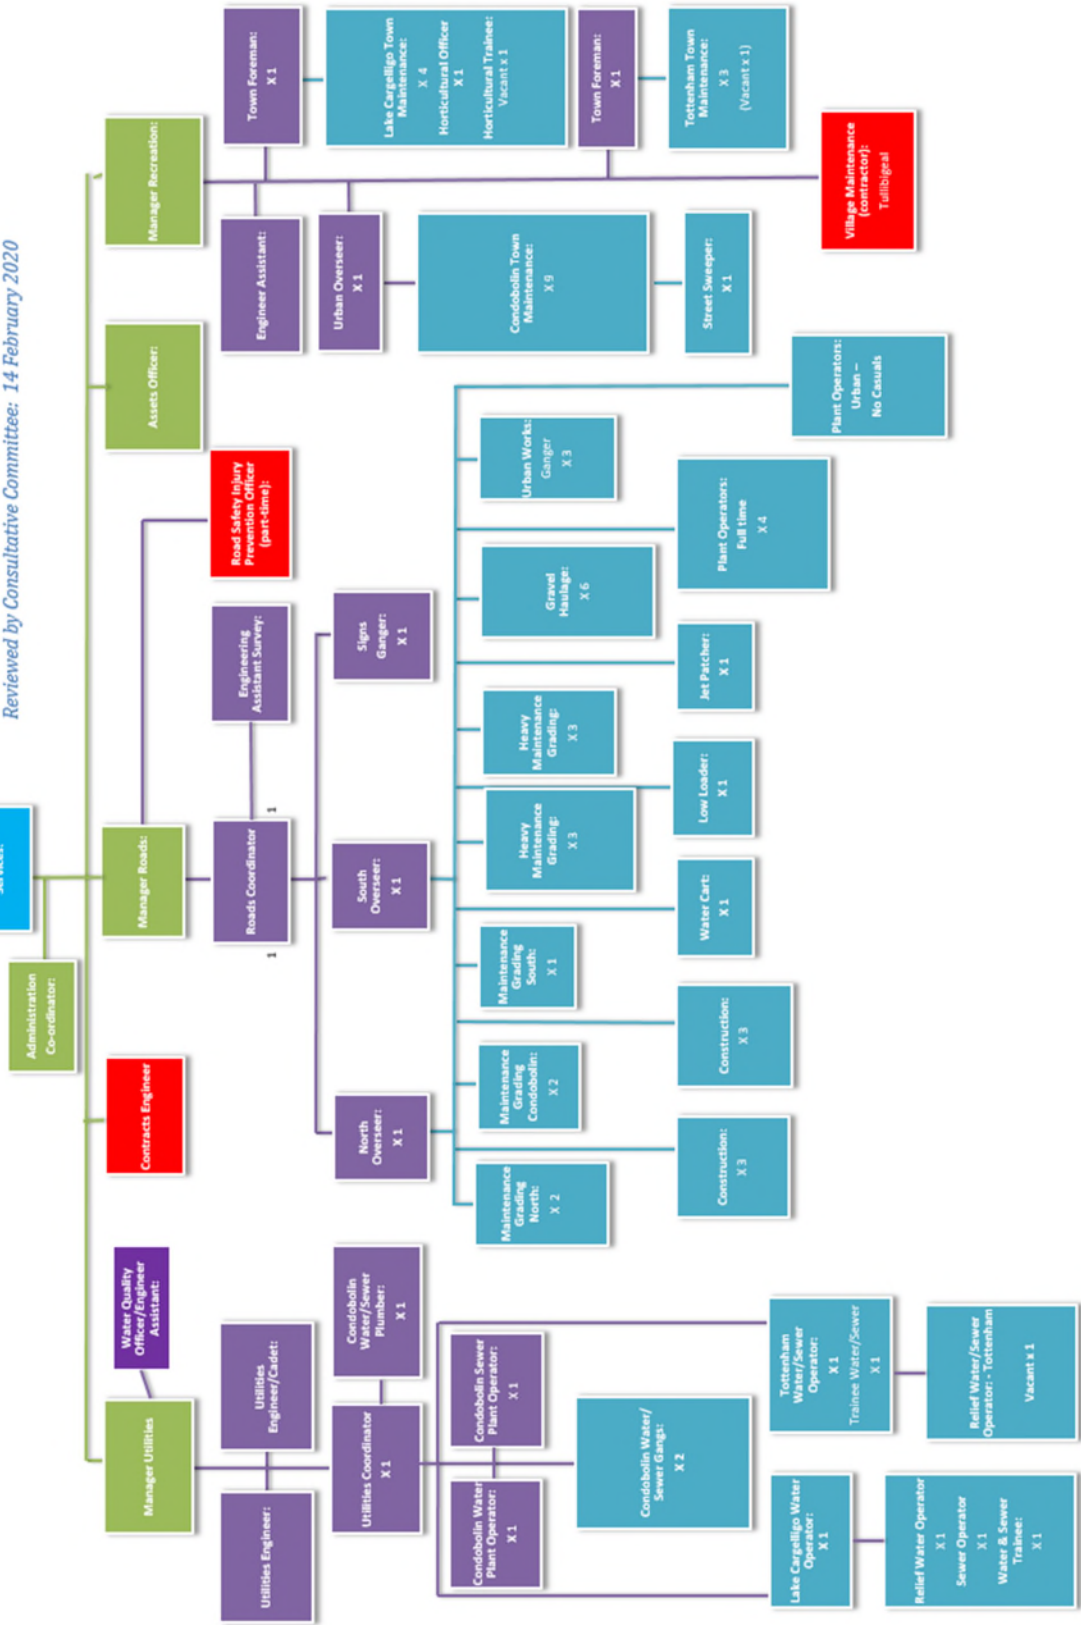 Reviewed by Consultative Committee: 14 February 2020
Services:
Administration
Co-ordinator:
Manager Utilities
Water Quality
Officer/Engineer
Assistant:
Contracts Engineer
Manager Roads:
Assets Officer:
Manager Recreation:
Utilities Engineer:
Utilities
Engineer/Cadet:
Utilities Coordinator
X 1
Condobolin
Water/Sewer
Plumber:
X 1
Condobolin Water
Plant Operator:
X 1
Condobolin Sewer
Plant Operator:
X 1
Condobolin Water/
Sewer Gangs:
X 2
Lake Cargelligo Water
Operator:
X 1
Relief Water Operator
X 1
Sewer Operator
X 1
Water & Sewer
Trainee:
X 1
Tottenham
Water/Sewer
Operator:
X 1
Trainee Water/Sewer
X 1
Relief Water/Sewer
Operator: - Tottenham
Vacant x 1
Roads Coordinator
1
1
Engineering
Assistant Survey:
Road Safety Injury
Prevention Officer
(part-time):
North
Overseer:
X 1
South
Overseer:
X 1
Signs
Ganger:
X 1
Maintenance
Grading
North:
X 2
Maintenance
Grading
Condobolin:
X 2
Maintenance
Grading
South:
X 1
Heavy
Maintenance
Grading:
X 3
Heavy
Maintenance
Grading:
X 3
Gravel
Haulage:
X 6
Urban Works:
Ganger
X 3
Construction:
X 3
Construction:
X 3
Water Cart:
X 1
Low Loader:
X 1
Jet Patcher:
X 1
Plant Operators:
Full time
X 4
Plant Operators:
Urban –
No Casuals
Engineer Assistant:
Urban Overseer:
X 1
Condobolin Town
Maintenance:
X 9
Street Sweeper:
X 1
Town Foreman:
X 1
Lake Cargelligo Town
Maintenance:
X 4
Horticultural Officer
X 1
Horticultural Trainee:
Vacant x 1
Town Foreman:
X 1
Tottenham Town
Maintenance:
X 3
(Vacant x 1)
Village Maintenance
(contractor):
Tullibigeal